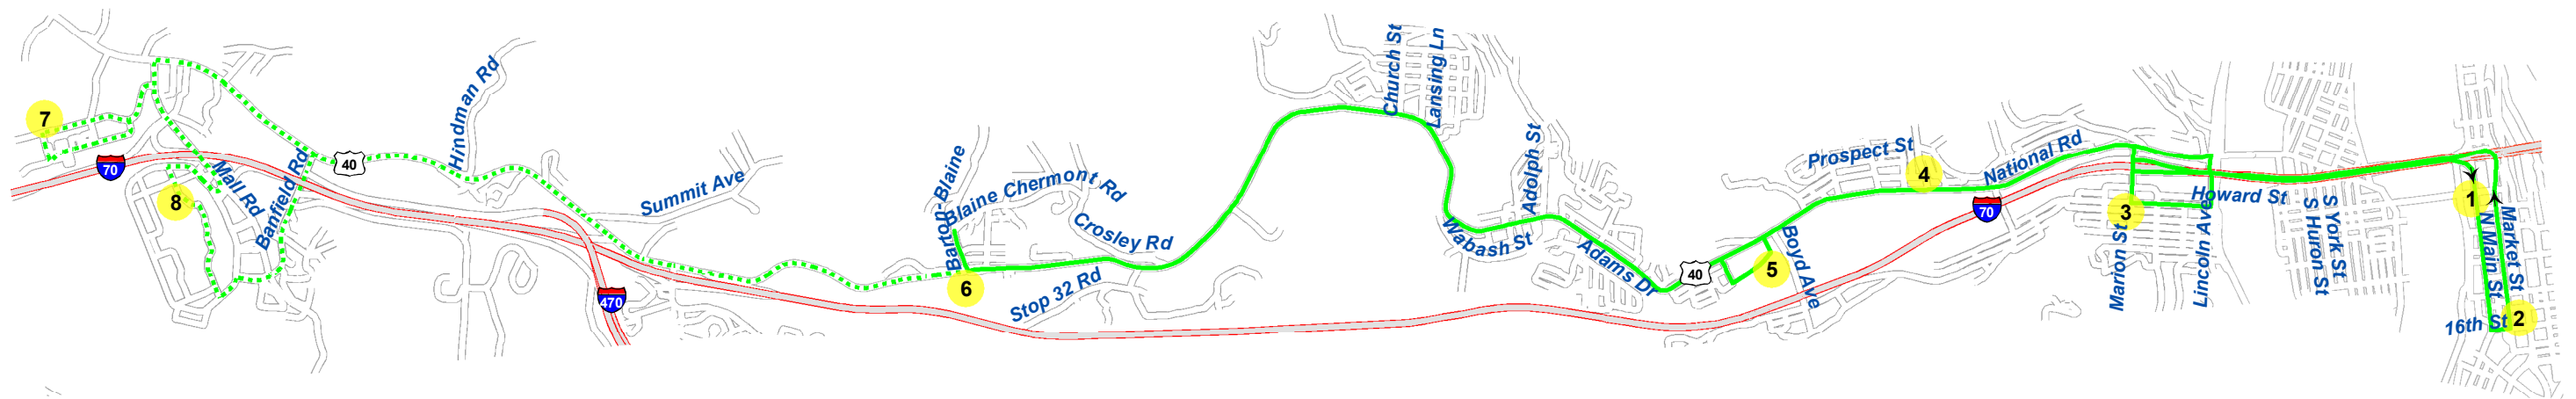 7
70
8
Mall Rd
Banfield Rd
40
Hindman Rd
470
Summit Ave
Barton-Blaine
Blaine Chermont Rd
Crosley Rd
6
Stop 32 Rd
Church St
Lansing Ln
Wabash St
Adolph St
Adams Dr
40
5
Boyd Ave
Prospect St
4
National Rd
70
3
Marion St
Howard St
Lincoln Ave
S Huron St
S York St
1
N Main St
Market St
16th St
2